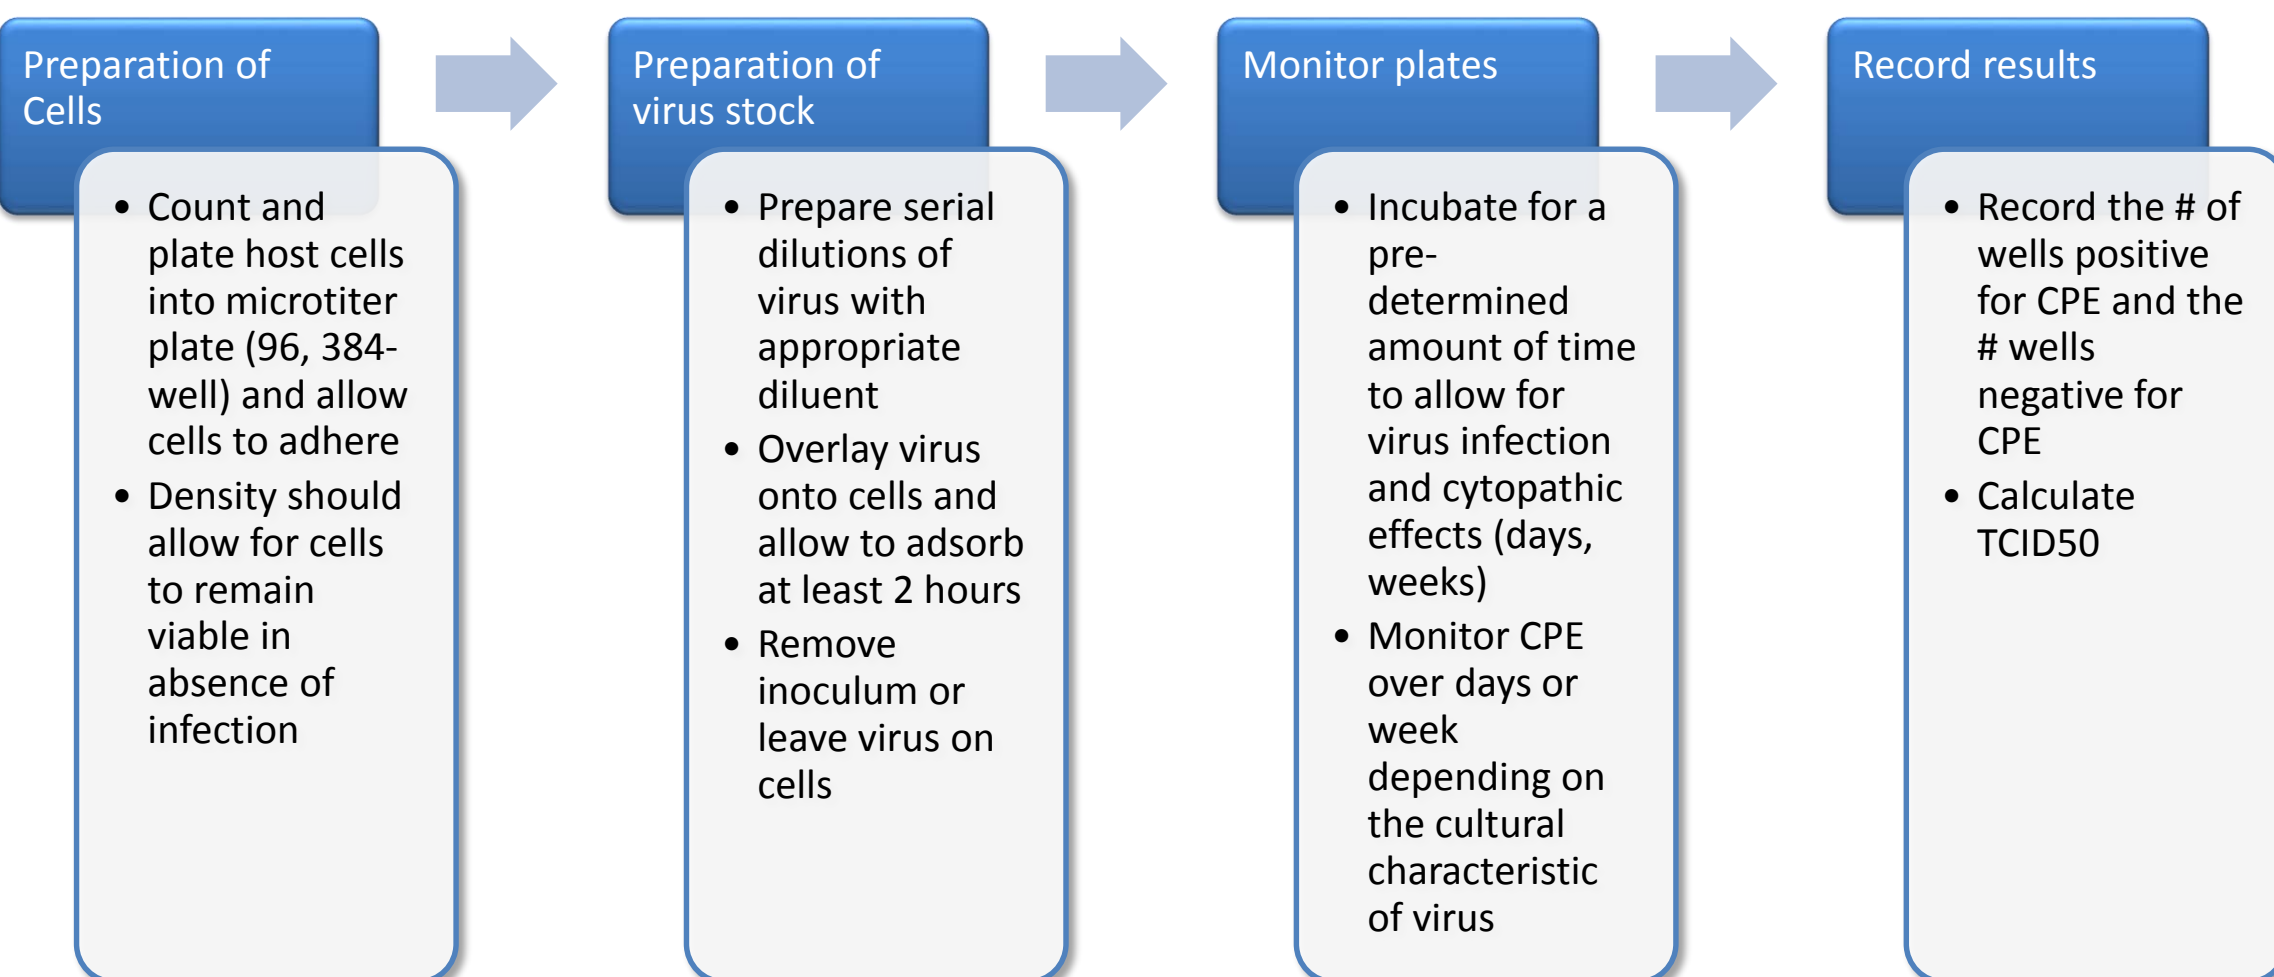 Preparation of
Cells
• Count and
plate host cells
into microtiter
plate (96, 384-
well) and allow
cells to adhere
• Density should
allow for cells
to remain
viable in
absence of
infection
Preparation of
virus stock
• Prepare serial
dilutions of
virus with
appropriate
diluent
• Overlay virus
onto cells and
allow to adsorb
at least 2 hours
• Remove
inoculum or
leave virus on
cells
Monitor plates
• Incubate for a
pre-
determined
amount of time
to allow for
virus infection
and cytopathic
effects (days,
weeks)
• Monitor CPE
over days or
week
depending on
the cultural
characteristic
of virus
Record results
• Record the # of
wells positive
for CPE and the
# wells
negative for
CPE
• Calculate
TCID50